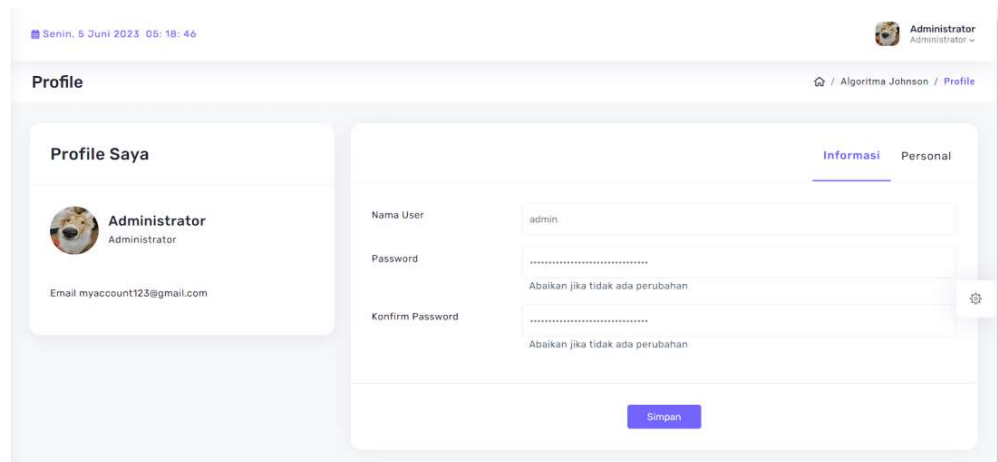 Senin, 5 Juni 2023 05: 18: 46
Administrator
Administrator
Profile
/ Algoritma Johnson / Profile
Profile Saya
Administrator
Administrator
Email myaccount123@gmail.com
Informasi Personal
Nama User admin
Password
Abaikan jika tidak ada perubahan
Konfirm Password
Abaikan jika tidak ada perubahan
Simpan